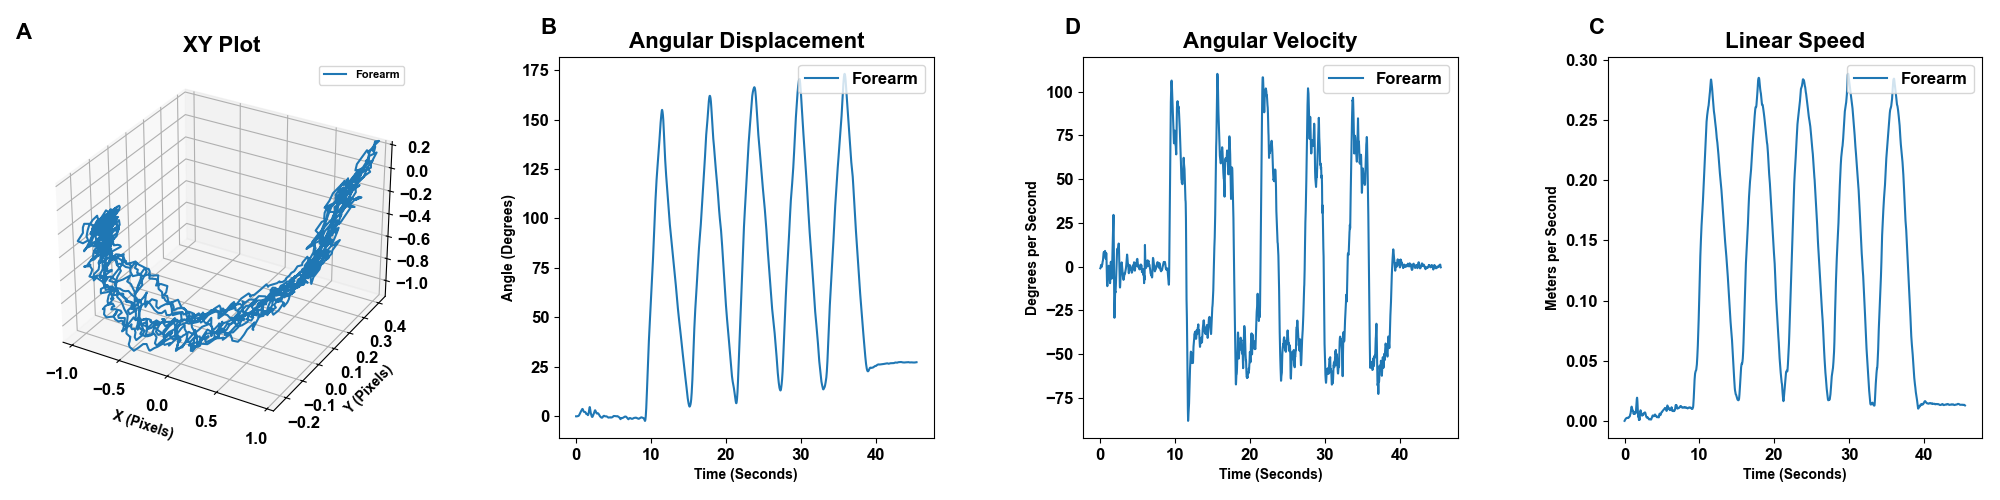 A
XY Plot
Forearm
0.2
0.0
−0.2
−0.4
−0.6
−0.8
−1.0
0.4
0.3
0.2
0.1
0.0
−0.1
−0.2
Y (Pixels)
−1.0
−0.5
0.0
0.5
1.0
X (Pixels)
B
Angular Displacement
Forearm
175
150
125
100
75
50
25
0
Angle (Degrees)
0 10 20 30 40
Time (Seconds)
D
Angular Velocity
Forearm
100
75
50
25
0
−25
−50
−75
Degrees per Second
0 10 20 30 40
Time (Seconds)
C
Linear Speed
Forearm
0.30
0.25
0.20
0.15
0.10
0.05
0.00
Meters per Second
0 10 20 30 40
Time (Seconds)